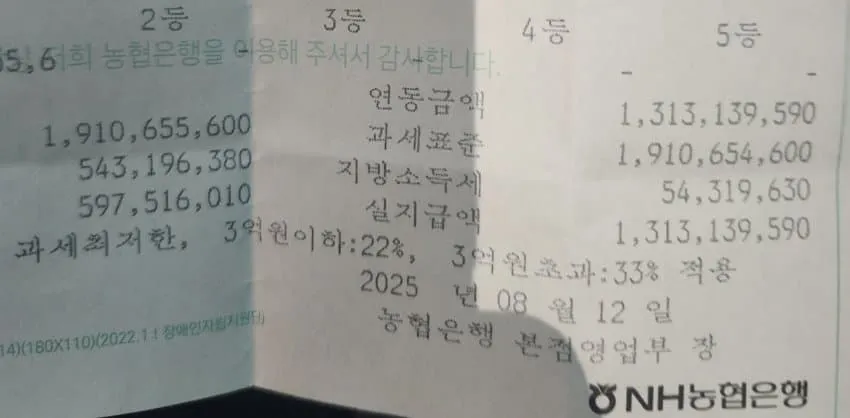 2등 3등 4등 5등
5,6 저희 농협은행을 이용해 주셔서 감사합니다.
- - - -
연동금액 1,313,139,590
1,910,655,600 과세표준 1,910,654,600
543,196,380 지방소득세 54,319,630
597,516,010 실지급액 1,313,139,590
과세최저한, 3억원이하:22%, 3억원초과:33% 적용
2025 년 08 월 12 일
농협은행 본점영업부 장
14)(180X110)(2022.1 장애인자립지원단)
NH농협은행